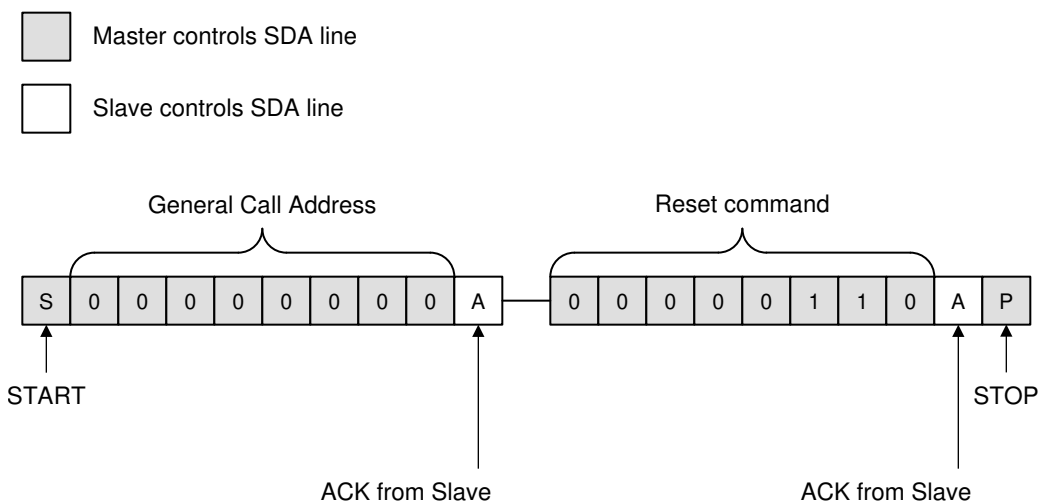 Master controls SDA line
Slave controls SDA line
General Call Address
Reset command
S 0 0 0 0 0 0 0 0 A 0 0 0 0 0 1 1 0 A P
START
STOP
ACK from Slave
ACK from Slave